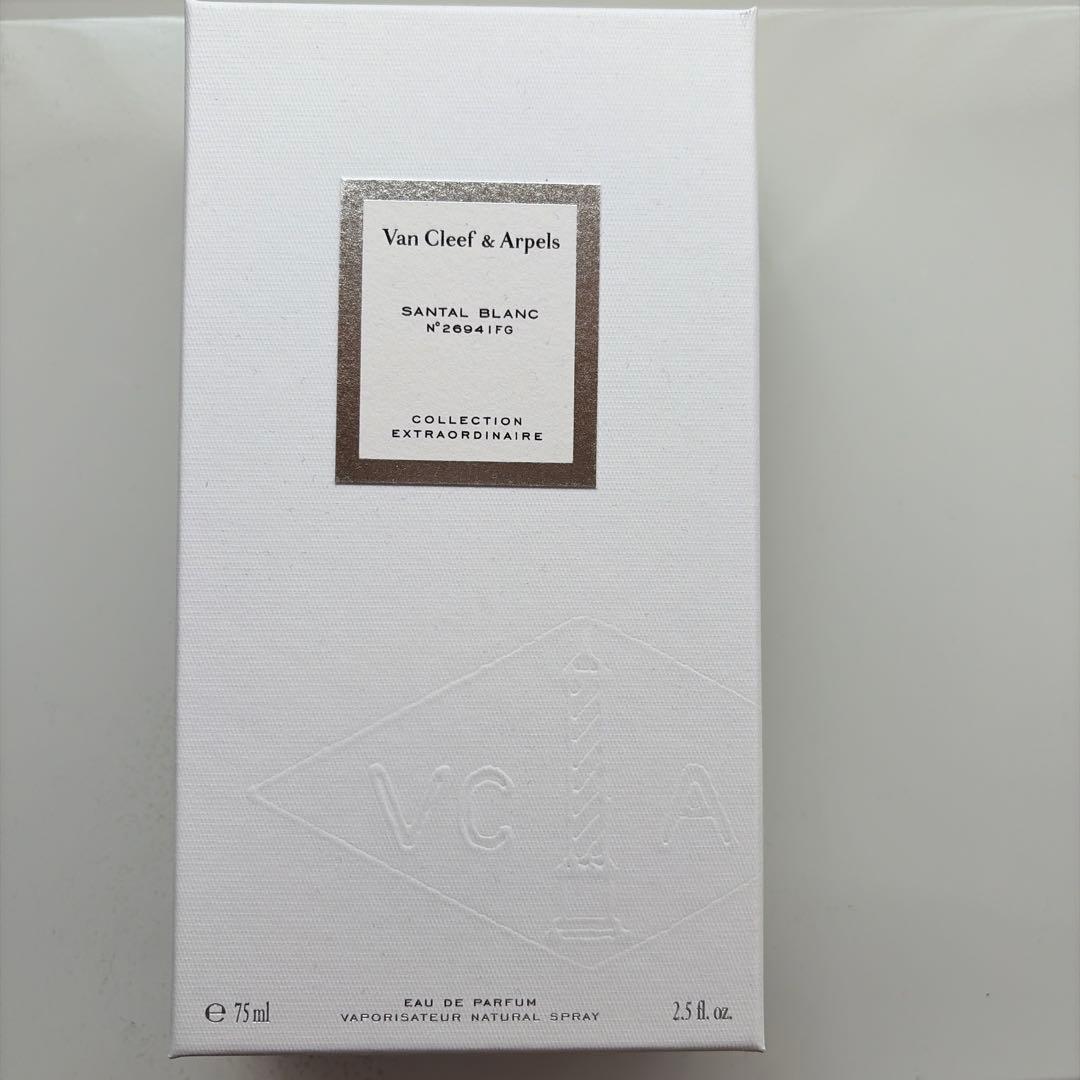 Van Cleef & Arpels
SANTAL BLANC
N°26941FG
COLLECTION
EXTRAORDINAIRE
VC A
℮ 75 ml
EAU DE PARFUM
VAPORISATEUR NATURAL SPRAY
2.5 fl. oz.